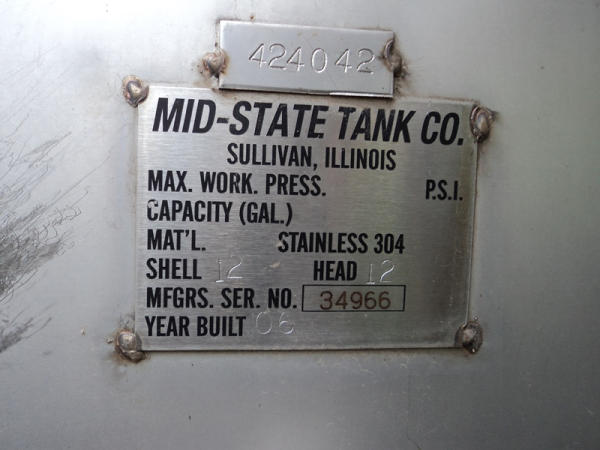 424042
MID-STATE TANK CO.
SULLIVAN, ILLINOIS
MAX. WORK. PRESS. P.S.I.
CAPACITY (GAL.)
MAT'L. STAINLESS 304
SHELL 12 HEAD 12
MFGRS. SER. NO. 34966
YEAR BUILT 06